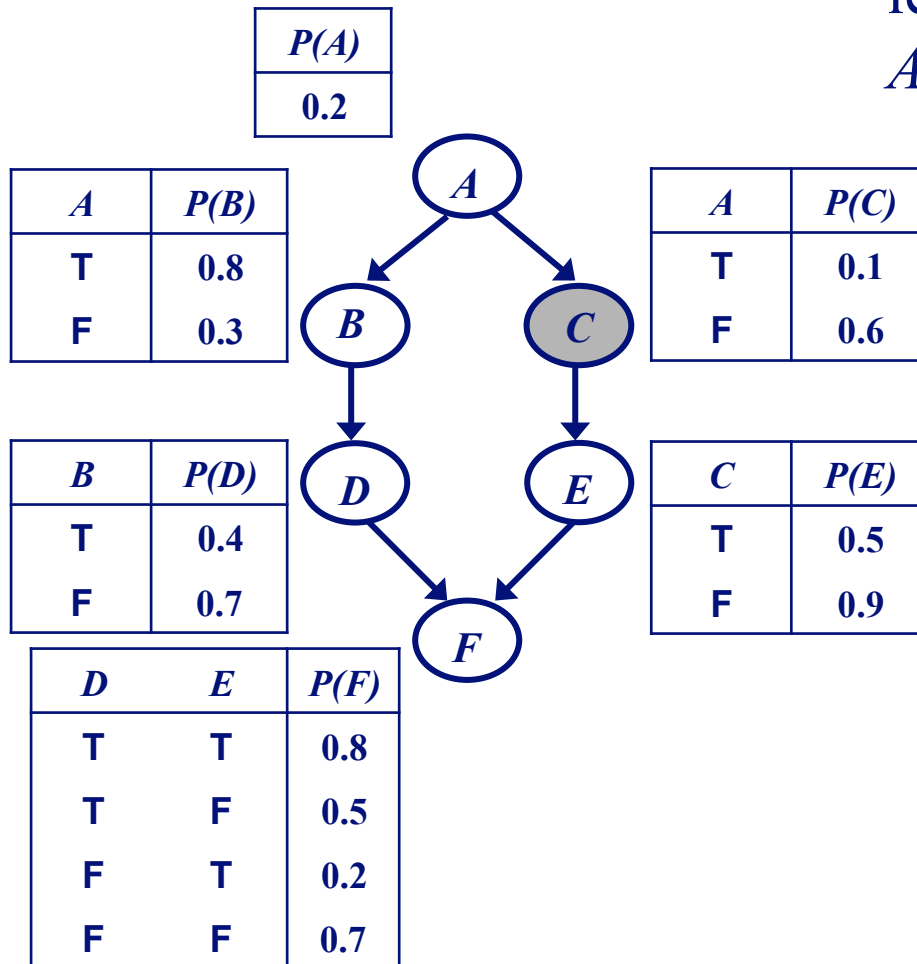 P(A)
0.2
A
A P(B)
T 0.8
F 0.3
A
B
C
A P(C)
T 0.1
F 0.6
B P(D)
T 0.4
F 0.7
D
E
C P(E)
T 0.5
F 0.9
F
D E P(F)
T T 0.8
T F 0.5
F T 0.2
F F 0.7